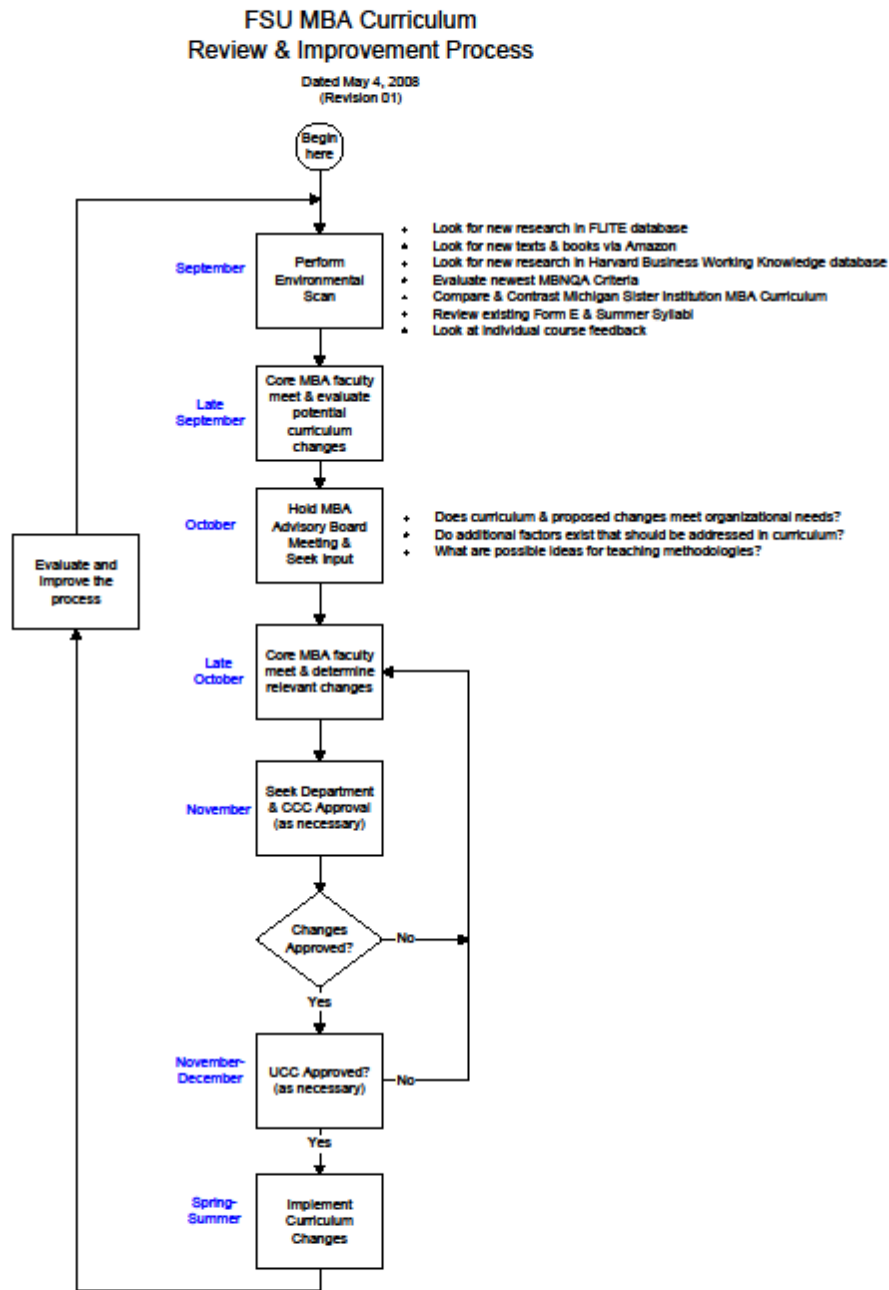 FSU MBA Curriculum
Review & Improvement Process
Dated May 4, 2008
(Revision 01)
Begin
here
September
Perform
Environmental
Scan
Look for new research in FLITE database
Look for new texts & books via Amazon
Look for new research in Harvard Business Working Knowledge database
Evaluate newest MBNQA Criteria
Compare & Contrast Michigan Sister Institution MBA Curriculum
Review existing Form E & Summer Syllabi
Look at individual course feedback
Late
September
Core MBA faculty
meet & evaluate
potential
curriculum
changes
October
Hold MBA
Advisory Board
Meeting &
Seek Input
Does curriculum & proposed changes meet organizational needs?
Do additional factors exist that should be addressed in curriculum?
What are possible ideas for teaching methodologies?
Evaluate and
improve the
process
Late
October
Core MBA faculty
meet & determine
relevant changes
November
Seek Department
& CCC Approval
(as necessary)
Changes
Approved?
No
Yes
November-
December
UCC Approved?
(as necessary)
No
Yes
Spring-
Summer
Implement
Curriculum
Changes